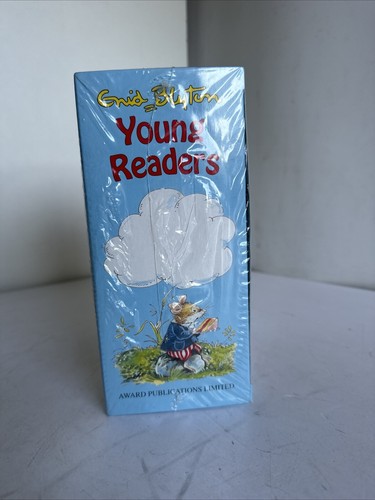 Enid Blyton
Young
Readers
AWARD PUBLICATIONS LIMITED